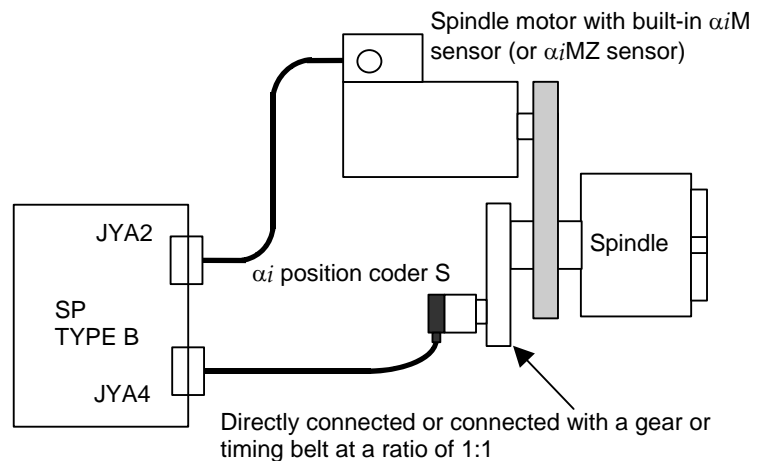 Spindle motor with built-in αiM
sensor (or αiMZ sensor)
JYA2
Spindle
αi position coder S
SP
TYPE B
JYA4
Directly connected or connected with a gear or
timing belt at a ratio of 1:1